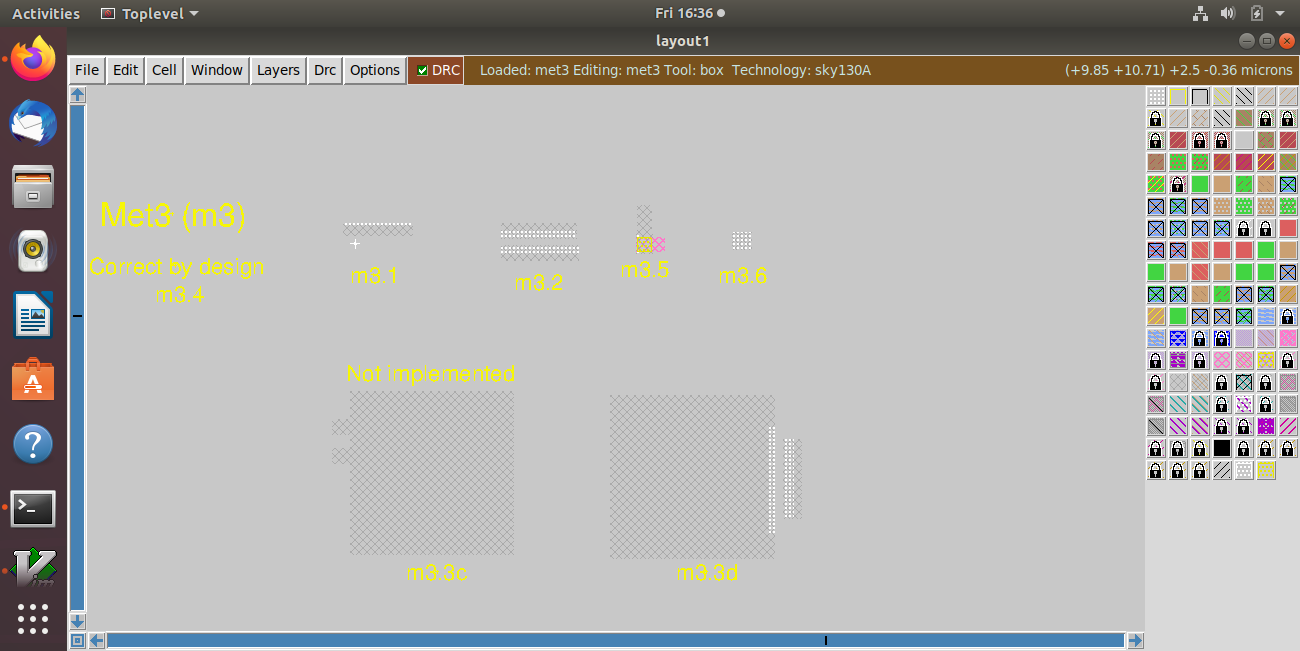 Activities
Toplevel
Fri 16:36
layout1
File
Edit
Cell
Window
Layers
Drc
Options
DRC
Loaded: met3 Editing: met3 Tool: box Technology: sky130A
(+9.85 +10.71) +2.5 -0.36 microns
Met3 (m3)
Correct by design
m3.4
m3.1
m3.2
m3.5
m3.6
Not implemented
m3.3c
m3.3d